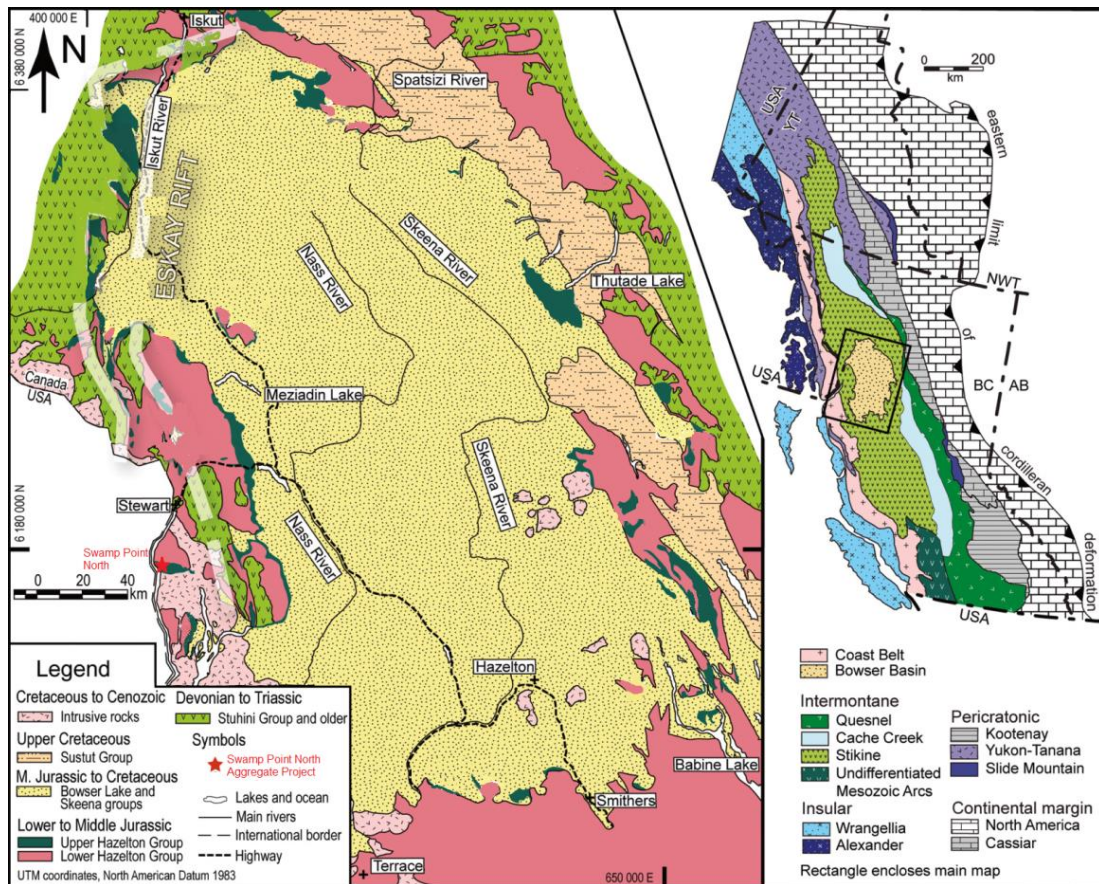 400 000 E
6 380 000 N
N
Iskut
Iskut River
ESKAY RIFT
Spatsizi River
Skeena River
Nass River
Thutade Lake
Canada
USA
Meziadin Lake
Stewart
6 180 000 N
Swamp Point
North
0 20 40
km
Nass River
Skeena River
Hazelton
Smithers
Babine Lake
Terrace
650 000 E
Legend
Cretaceous to Cenozoic
Intrusive rocks
Upper Cretaceous
Sustut Group
M. Jurassic to Cretaceous
Bowser Lake and
Skeena groups
Lower to Middle Jurassic
Upper Hazelton Group
Lower Hazelton Group
UTM coordinates, North American Datum 1983
Devonian to Triassic
Stuhini Group and older
Symbols
Swamp Point North
Aggregate Project
Lakes and ocean
Main rivers
International border
Highway
0 200
km
USA
YT
eastern
limit
of
cordilleran
deformation
NWT
BC
AB
USA
USA
Coast Belt
Bowser Basin
Intermontane
Quesnel
Cache Creek
Stikine
Undifferentiated
Mesozoic Arcs
Insular
Wrangellia
Alexander
Pericratonic
Kootenay
Yukon-Tanana
Slide Mountain
Continental margin
North America
Cassiar
Rectangle encloses main map